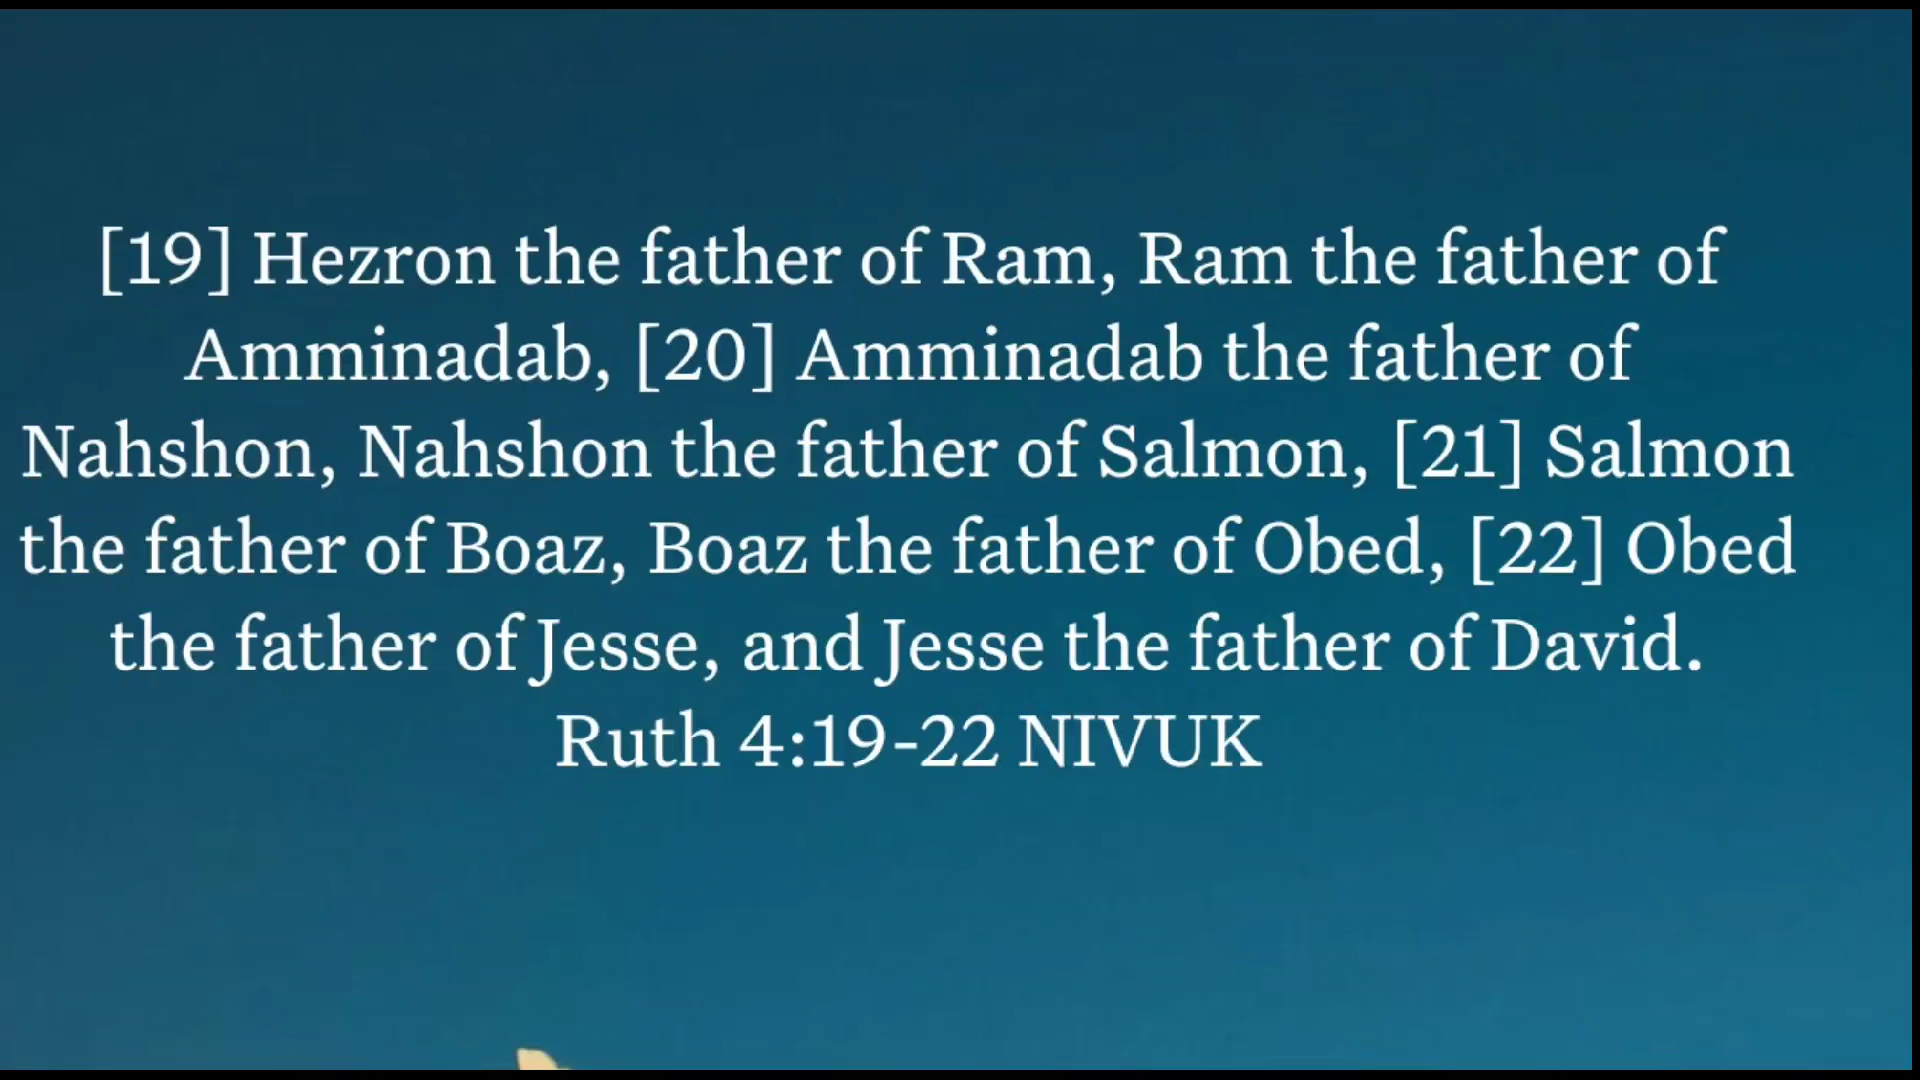 [19] Hezron the father of Ram, Ram the father of
Amminadab, [20] Amminadab the father of
Nahshon, Nahshon the father of Salmon, [21] Salmon
the father of Boaz, Boaz the father of Obed, [22] Obed
the father of Jesse, and Jesse the father of David.
Ruth 4:19-22 NIVUK